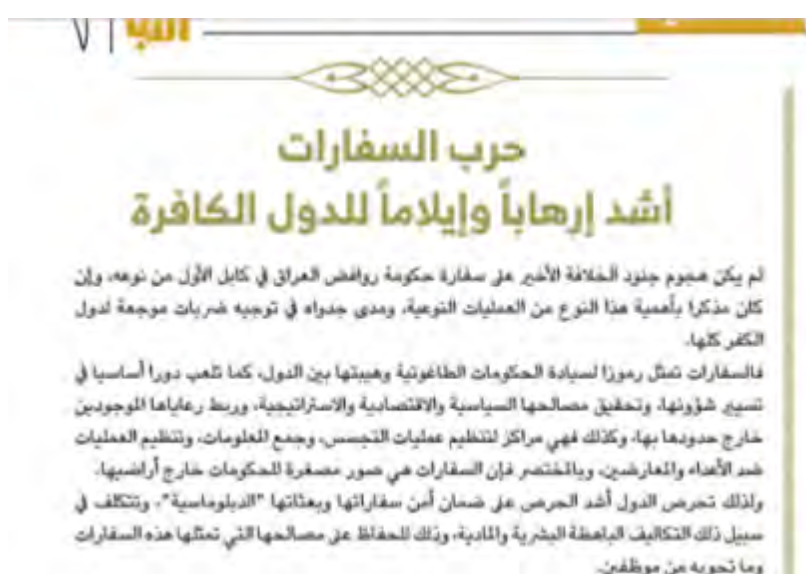 ٧
حرب السفارات
أشد إرهاباً وإيلاماً للدول الكافرة
لم يكن هجوم جنود الخلافة الأخير على سفارة حكومة روافض العراق في كابل الأول من نوعه، وإن
كان مذكرا بأهمية هذا النوع من العمليات النوعية، ومدى جدواه في توجيه ضربات موجعة لدول
الكفر كلها.
فالسفارات تمثل رموزا لسيادة الحكومات الطاغوتية وهيبتها بين الدول، كما تلعب دورا أساسيا في
تسيير شؤونها، وتحقيق مصالحها السياسية والاقتصادية والاستراتيجية، وربط رعاياها الموجودين
خارج حدودها بها، وكذلك فهي مراكز لتنظيم عمليات التجسس، وجمع المعلومات، وتنظيم العمليات
ضد الأعداء والمعارضين، وبالمختصر فإن السفارات هي صور مصغرة للحكومات خارج أراضيها.
ولذلك تحرص الدول أشد الحرص على ضمان أمن سفاراتها وبعثاتها "الدبلوماسية"، وتتكلف في
سبيل ذلك التكاليف الباهظة البشرية والمادية، وذلك للحفاظ على مصالحها التي تمثلها هذه السفارات
وما تحويه من موظفين.